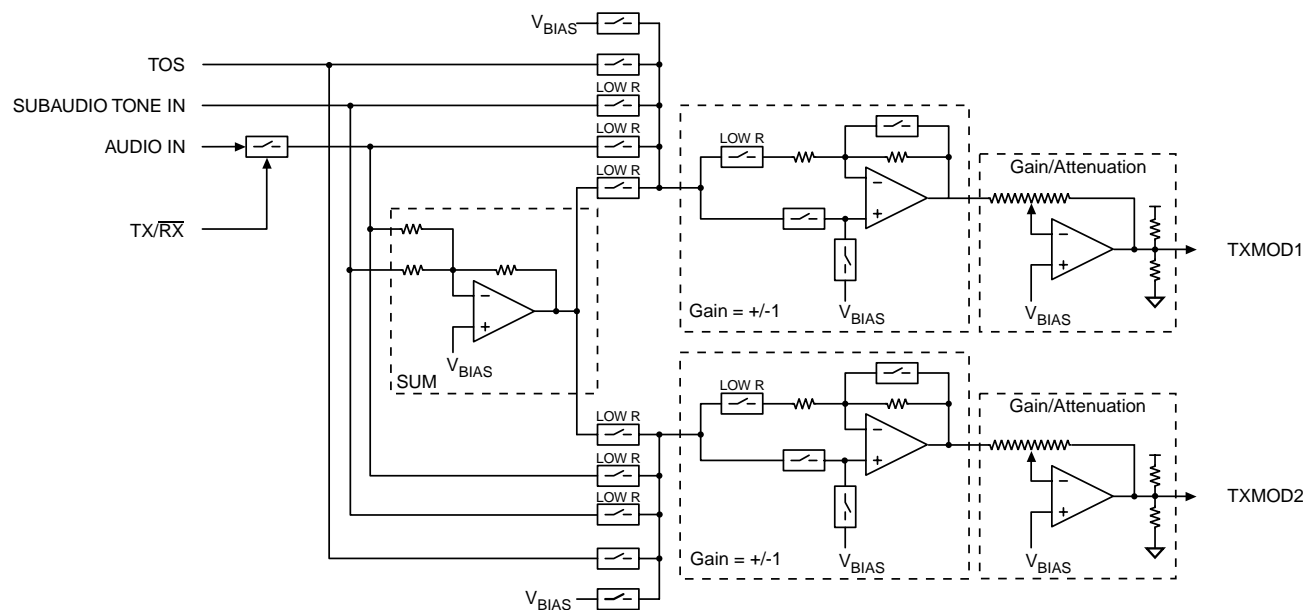 VBIAS
TOS
LOW R
SUBAUDIO TONE IN
LOW R
AUDIO IN
LOW R
LOW R
Gain/Attenuation
LOW R
TX/RX
−
+
−
+
TXMOD1
−
+
VBIAS
VBIAS
Gain = +/-1
VBIAS
SUM
LOW R
Gain/Attenuation
LOW R
LOW R
−
+
LOW R
−
+
TXMOD2
VBIAS
VBIAS
Gain = +/-1
VBIAS